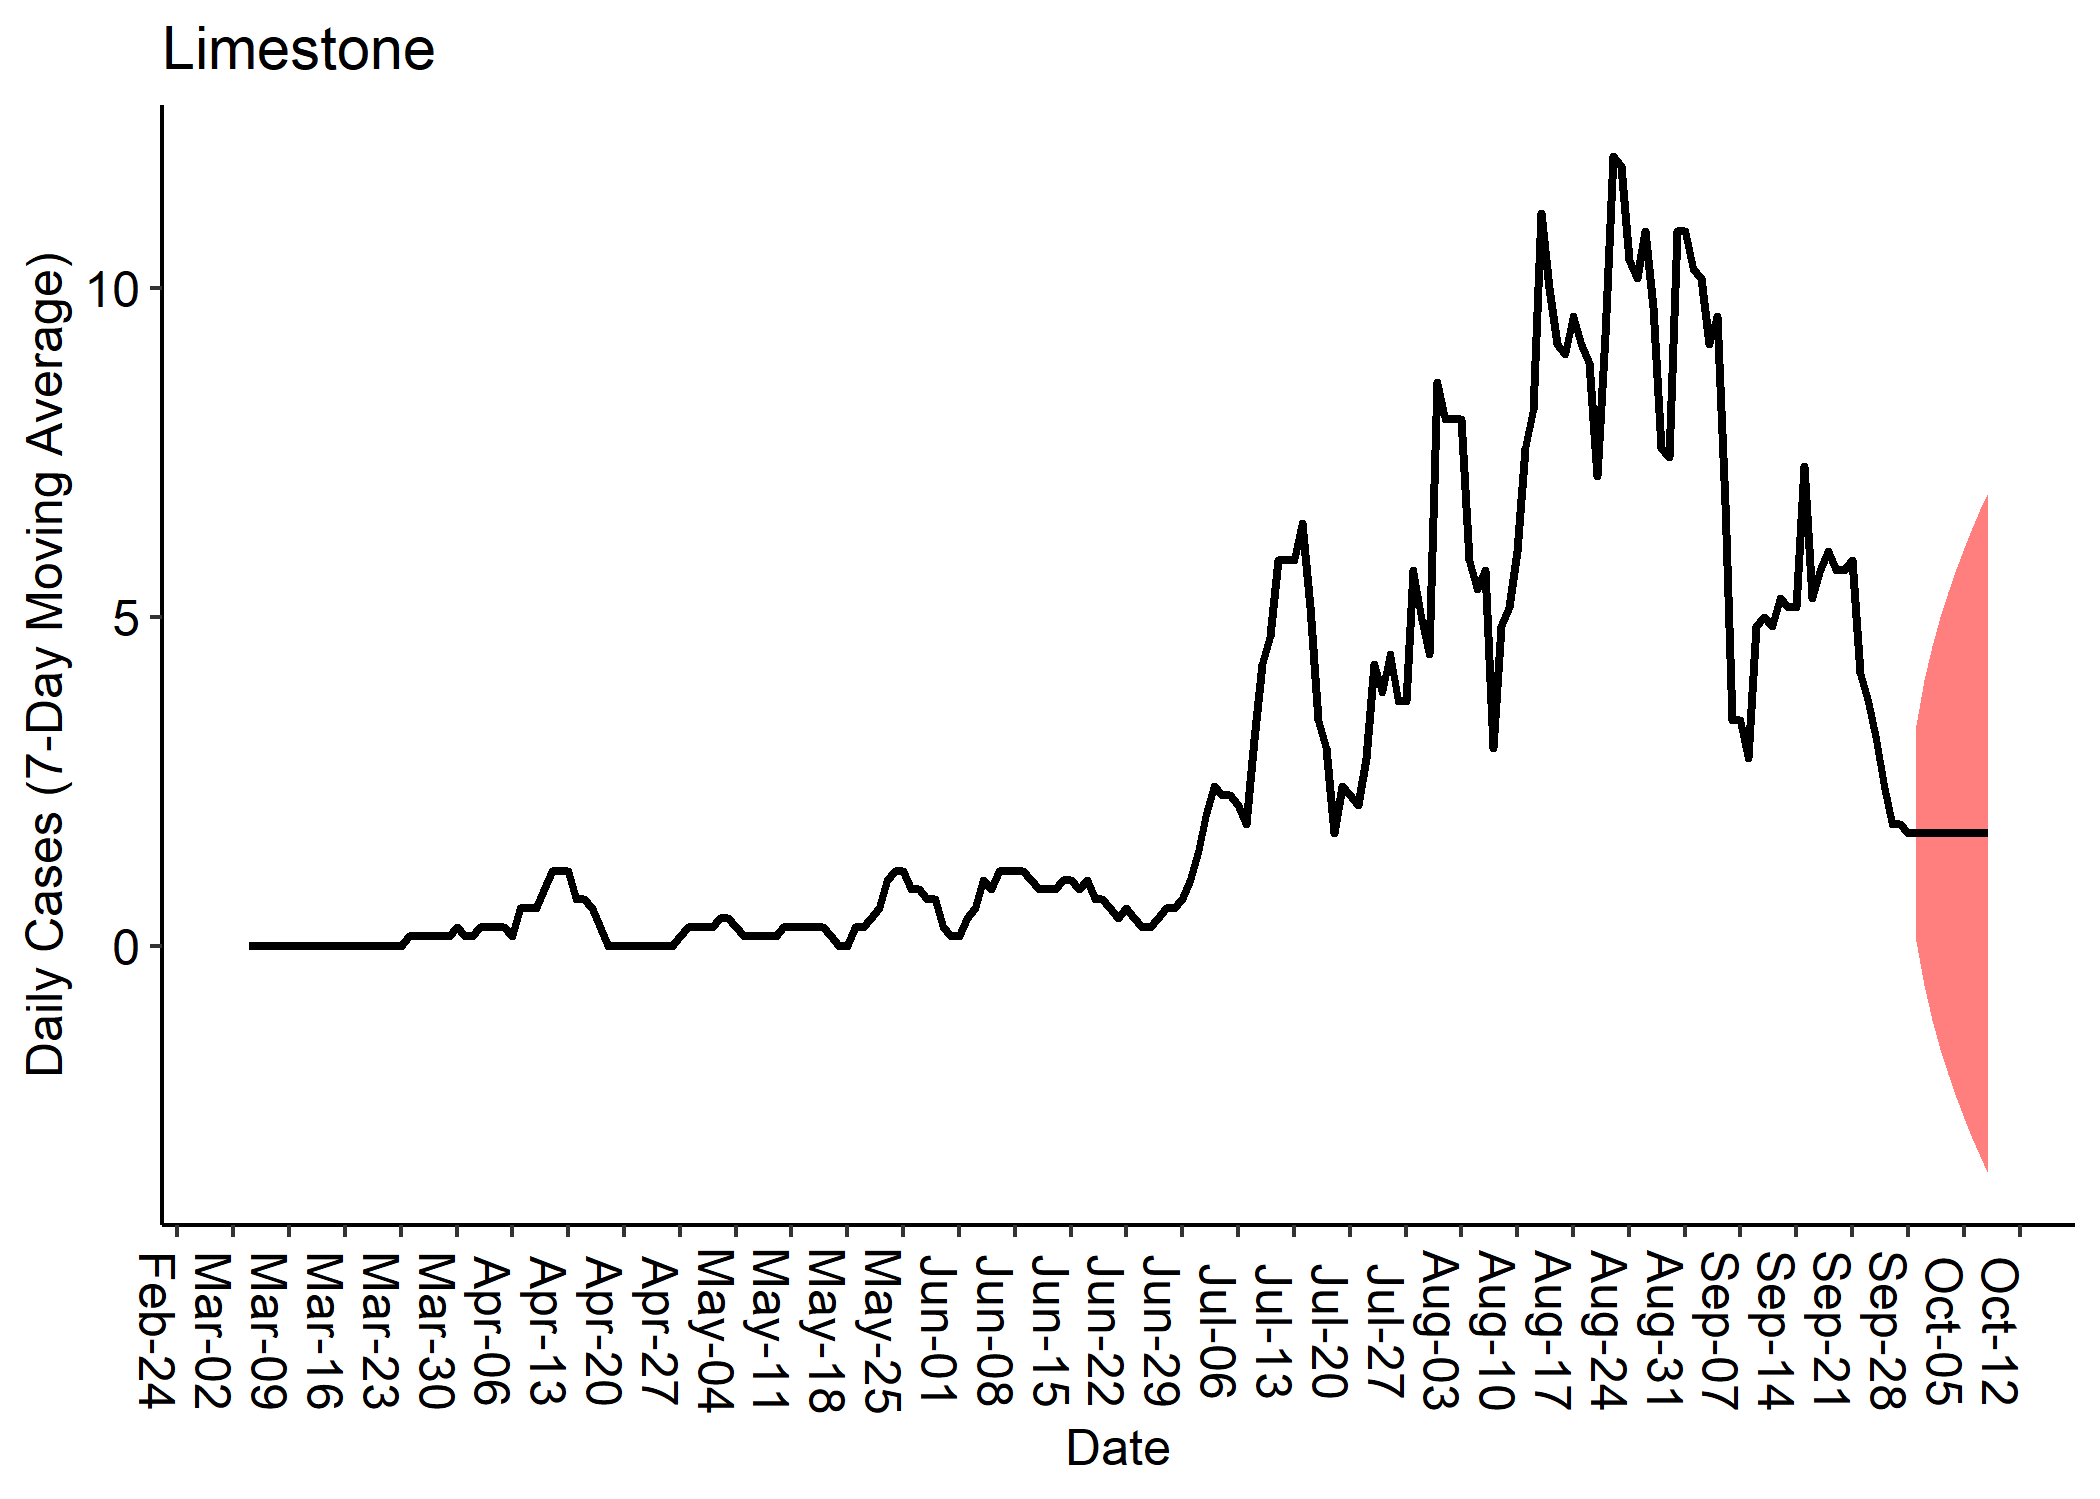 Limestone
Daily Cases (7-Day Moving Average)
10
5
0
Feb-24
Mar-02
Mar-09
Mar-16
Mar-23
Mar-30
Apr-06
Apr-13
Apr-20
Apr-27
May-04
May-11
May-18
May-25
Jun-01
Jun-08
Jun-15
Jun-22
Jun-29
Jul-06
Jul-13
Jul-20
Jul-27
Aug-03
Aug-10
Aug-17
Aug-24
Aug-31
Sep-07
Sep-14
Sep-21
Sep-28
Oct-05
Oct-12
Date